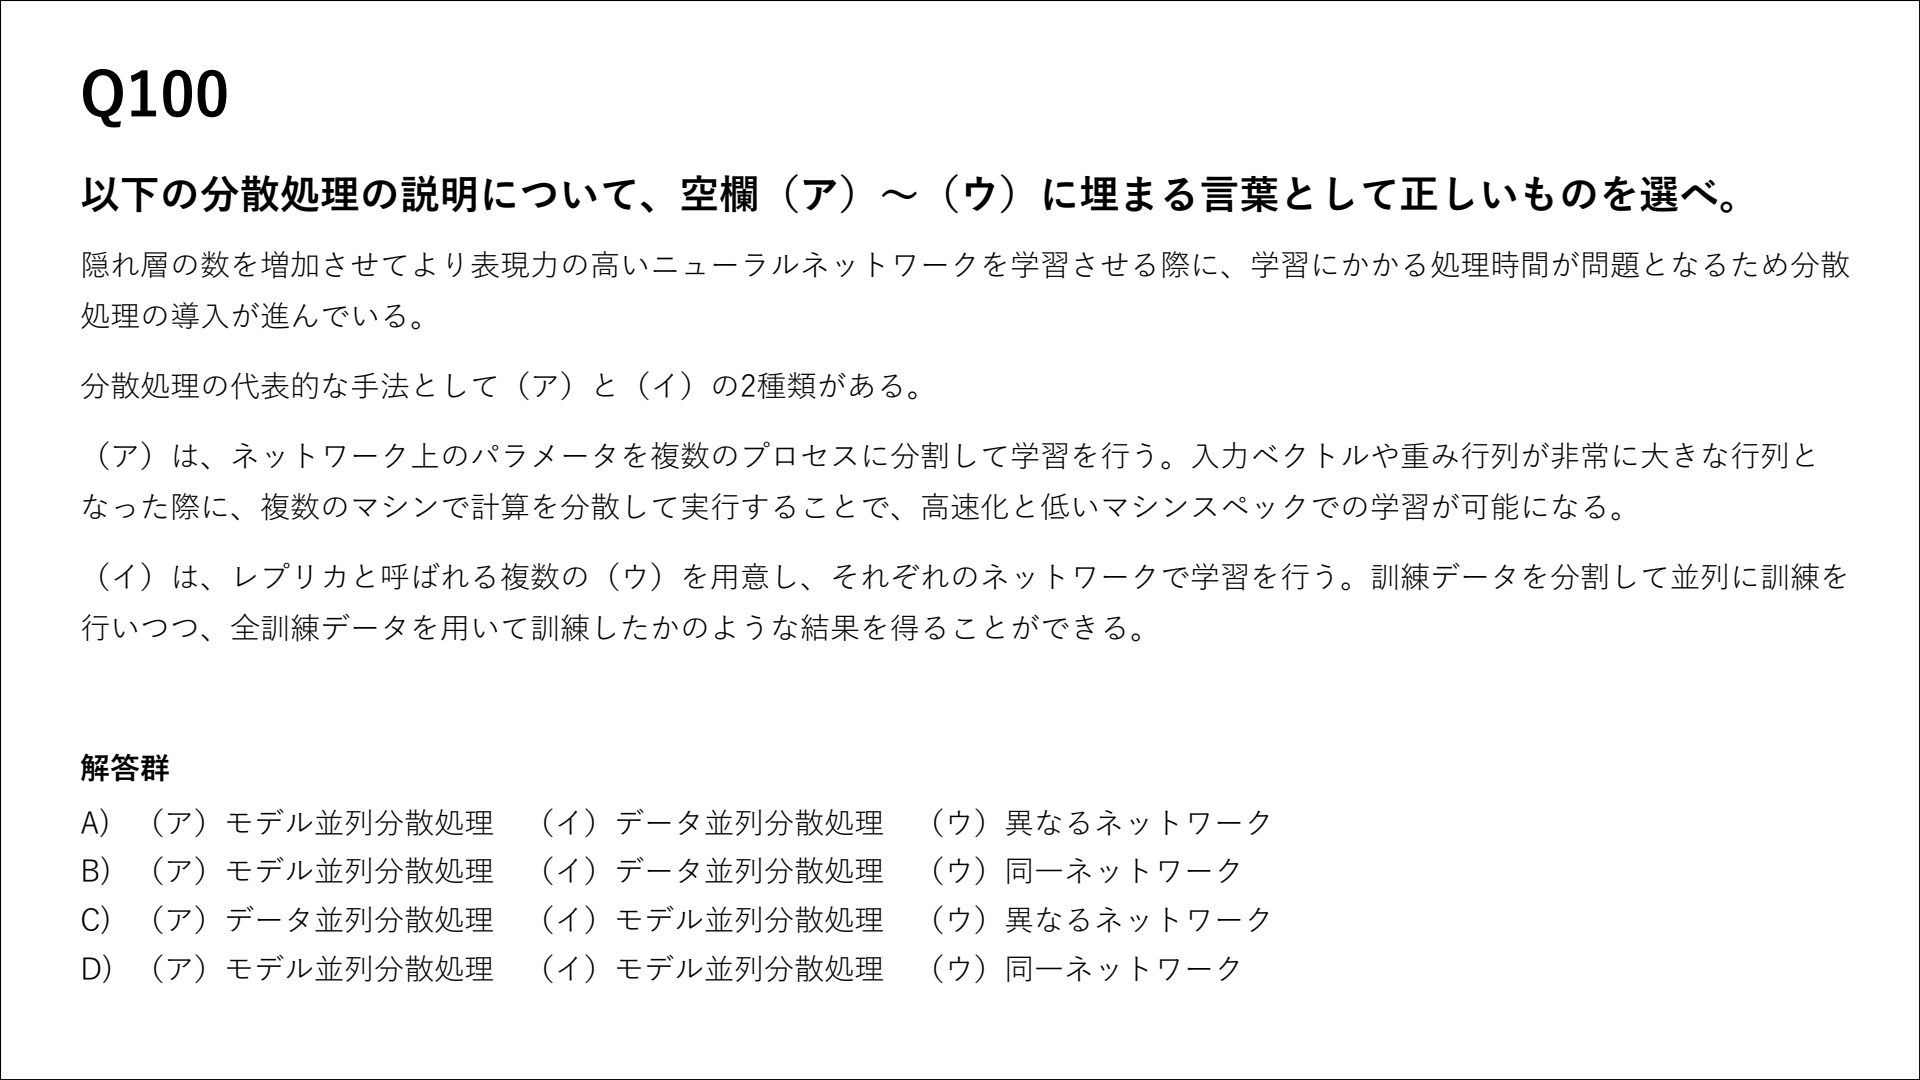 Q100
以下の分散処理の説明について、空欄（ア）～（ウ）に埋まる言葉として正しいものを選べ。
隠れ層の数を増加させてより表現力の高いニューラルネットワークを学習させる際に、学習にかかる処理時間が問題となるため分散
処理の導入が進んでいる。
分散処理の代表的な手法として（ア）と（イ）の2種類がある。
（ア）は、ネットワーク上のパラメータを複数のプロセスに分割して学習を行う。入力ベクトルや重み行列が非常に大きな行列と
なった際に、複数のマシンで計算を分散して実行することで、高速化と低いマシンスペックでの学習が可能になる。
（イ）は、レプリカと呼ばれる複数の（ウ）を用意し、それぞれのネットワークで学習を行う。訓練データを分割して並列に訓練を
行いつつ、全訓練データを用いて訓練したかのような結果を得ることができる。
解答群
A) （ア）モデル並列分散処理 （イ）データ並列分散処理 （ウ）異なるネットワーク
B) （ア）モデル並列分散処理 （イ）データ並列分散処理 （ウ）同一ネットワーク
C) （ア）データ並列分散処理 （イ）モデル並列分散処理 （ウ）異なるネットワーク
D) （ア）モデル並列分散処理 （イ）モデル並列分散処理 （ウ）同一ネットワーク